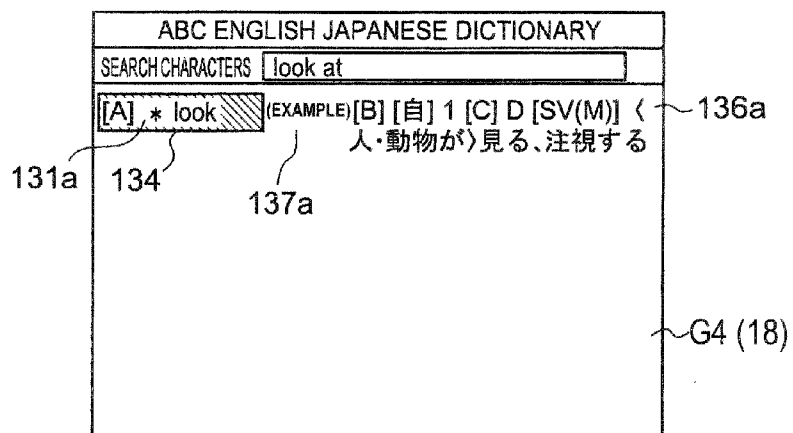 ABC ENGLISH JAPANESE DICTIONARY
SEARCH CHARACTERS look at
[A] * look (EXAMPLE) [B] [自] 1 [C] D [SV(M)] 〈 136a
人・動物が〉見る、注視する
131a 134 137a
G4 (18)